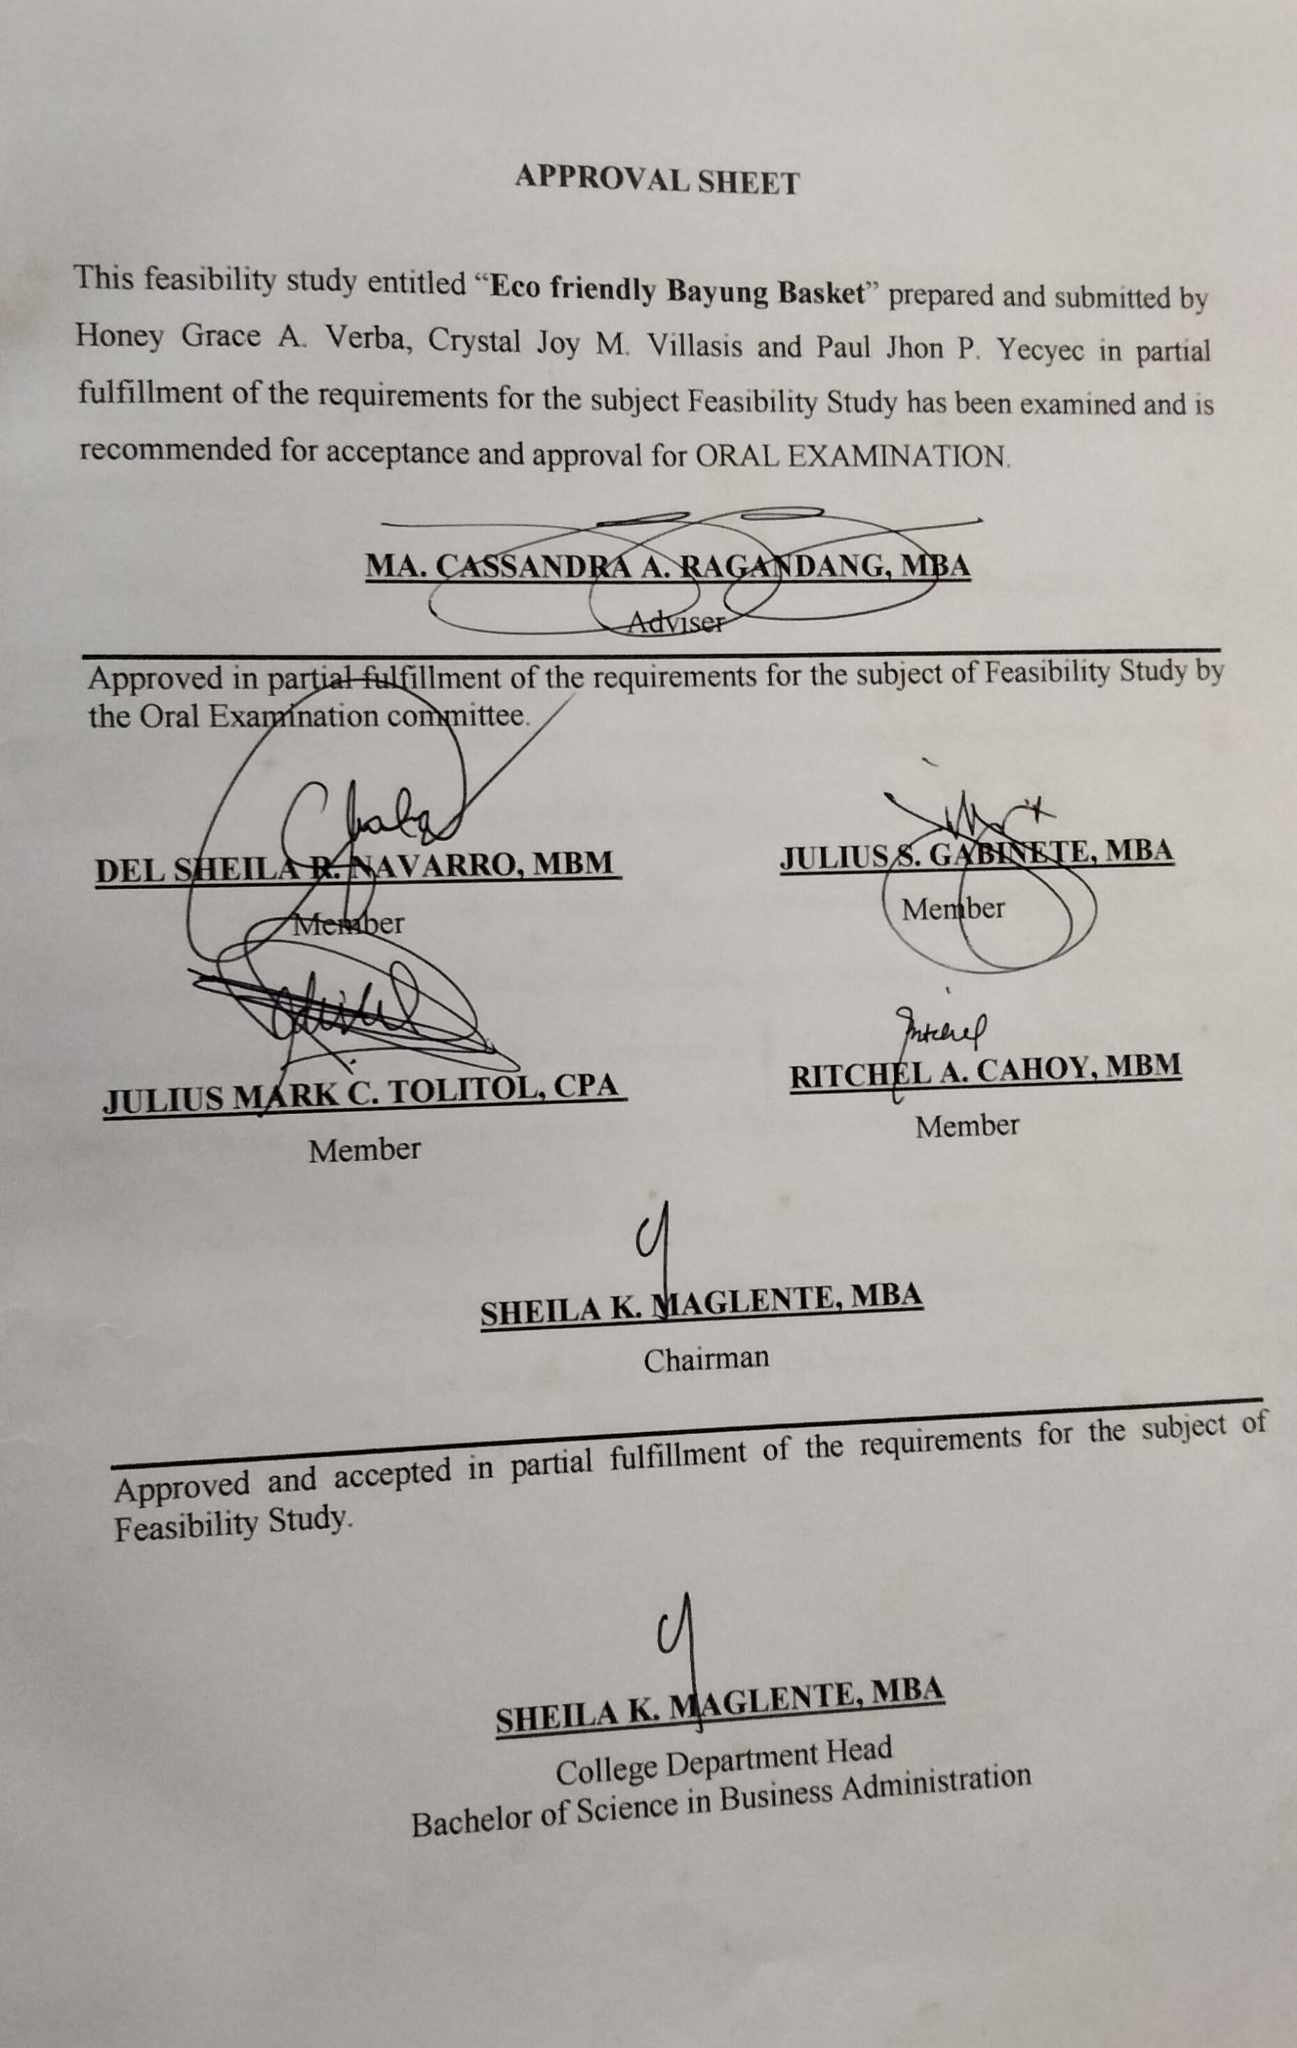 APPROVAL SHEET
This feasibility study entitled “Eco friendly Bayung Basket” prepared and submitted by
Honey Grace A. Verba, Crystal Joy M. Villasis and Paul Jhon P. Yecyec in partial
fulfillment of the requirements for the subject Feasibility Study has been examined and is
recommended for acceptance and approval for ORAL EXAMINATION.
MA. CASSANDRA A. RAGANDANG, MBA
Adviser
Approved in partial fulfillment of the requirements for the subject of Feasibility Study by
the Oral Examination committee.
DEL SHEILA R. NAVARRO, MBM
JULIUS S. GABINETE, MBA
Member
Member
JULIUS MARK C. TOLITOL, CPA
RITCHEL A. CAHOY, MBM
Member
Member
SHEILA K. MAGLENTE, MBA
Chairman
Approved and accepted in partial fulfillment of the requirements for the subject of
Feasibility Study.
SHEILA K. MAGLENTE, MBA
College Department Head
Bachelor of Science in Business Administration